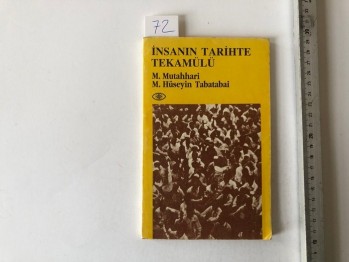 72
İNSANIN TARİHTE
TEKAMÜLÜ
M. Mutahhari
M. Hüseyin Tabatabai